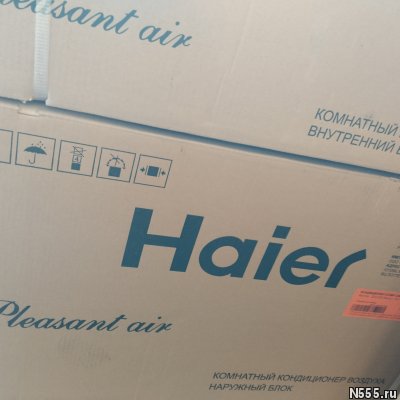 Pleasant air
КОМНАТНЫЙ
ВНУТРЕННИЙ
Haier
Pleasant air
КОМНАТНЫЙ КОНДИЦИОНЕР ВОЗДУХА
НАРУЖНЫЙ БЛОК
N555.ru